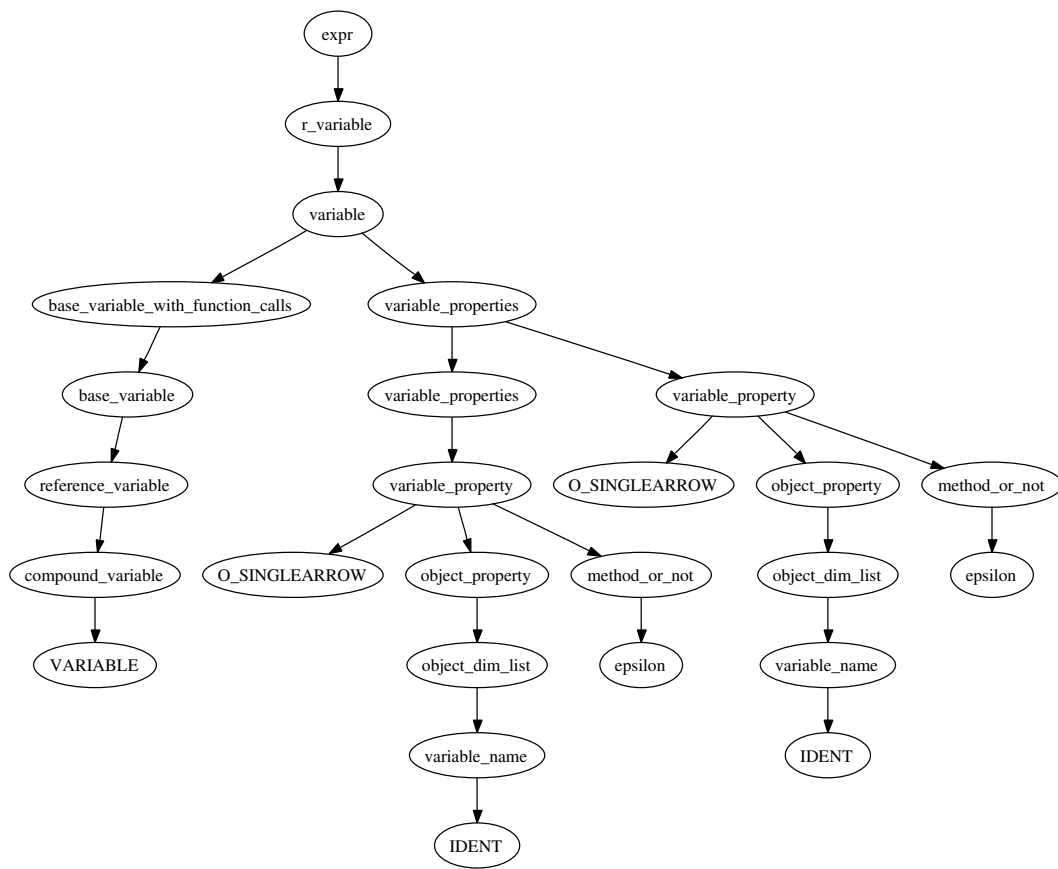 expr
r_variable
variable
base_variable_with_function_calls
variable_properties
base_variable
variable_properties
variable_property
reference_variable
variable_property
O_SINGLEARROW
object_property
method_or_not
compound_variable
O_SINGLEARROW
object_property
method_or_not
object_dim_list
epsilon
VARIABLE
object_dim_list
epsilon
variable_name
variable_name
IDENT
IDENT